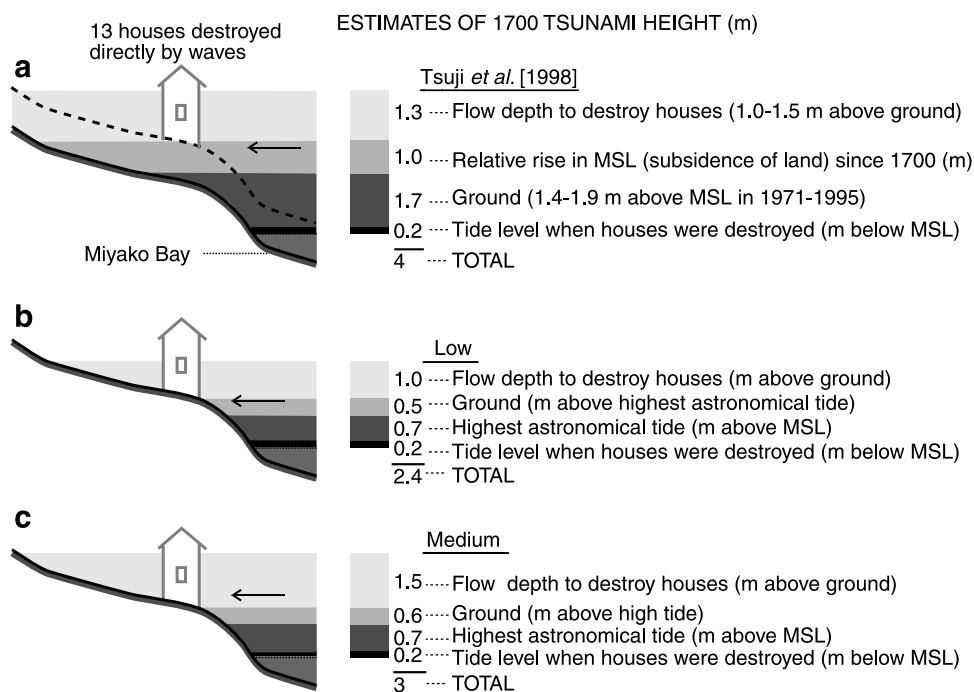 ESTIMATES OF 1700 TSUNAMI HEIGHT (m)
13 houses destroyed
directly by waves
a
Tsuji et al. [1998]
1.3 ---- Flow depth to destroy houses (1.0-1.5 m above ground)
1.0 ---- Relative rise in MSL (subsidence of land) since 1700 (m)
1.7 ---- Ground (1.4-1.9 m above MSL in 1971-1995)
0.2 ---- Tide level when houses were destroyed (m below MSL)
Miyako Bay
4 ---- TOTAL
b
Low
1.0 ---- Flow depth to destroy houses (m above ground)
0.5 ---- Ground (m above highest astronomical tide)
0.7 ---- Highest astronomical tide (m above MSL)
0.2 ---- Tide level when houses were destroyed (m below MSL)
2.4 ---- TOTAL
c
Medium
1.5 ---- Flow depth to destroy houses (m above ground)
0.6 ---- Ground (m above high tide)
0.7 ---- Highest astronomical tide (m above MSL)
0.2 ---- Tide level when houses were destroyed (m below MSL)
3 ---- TOTAL